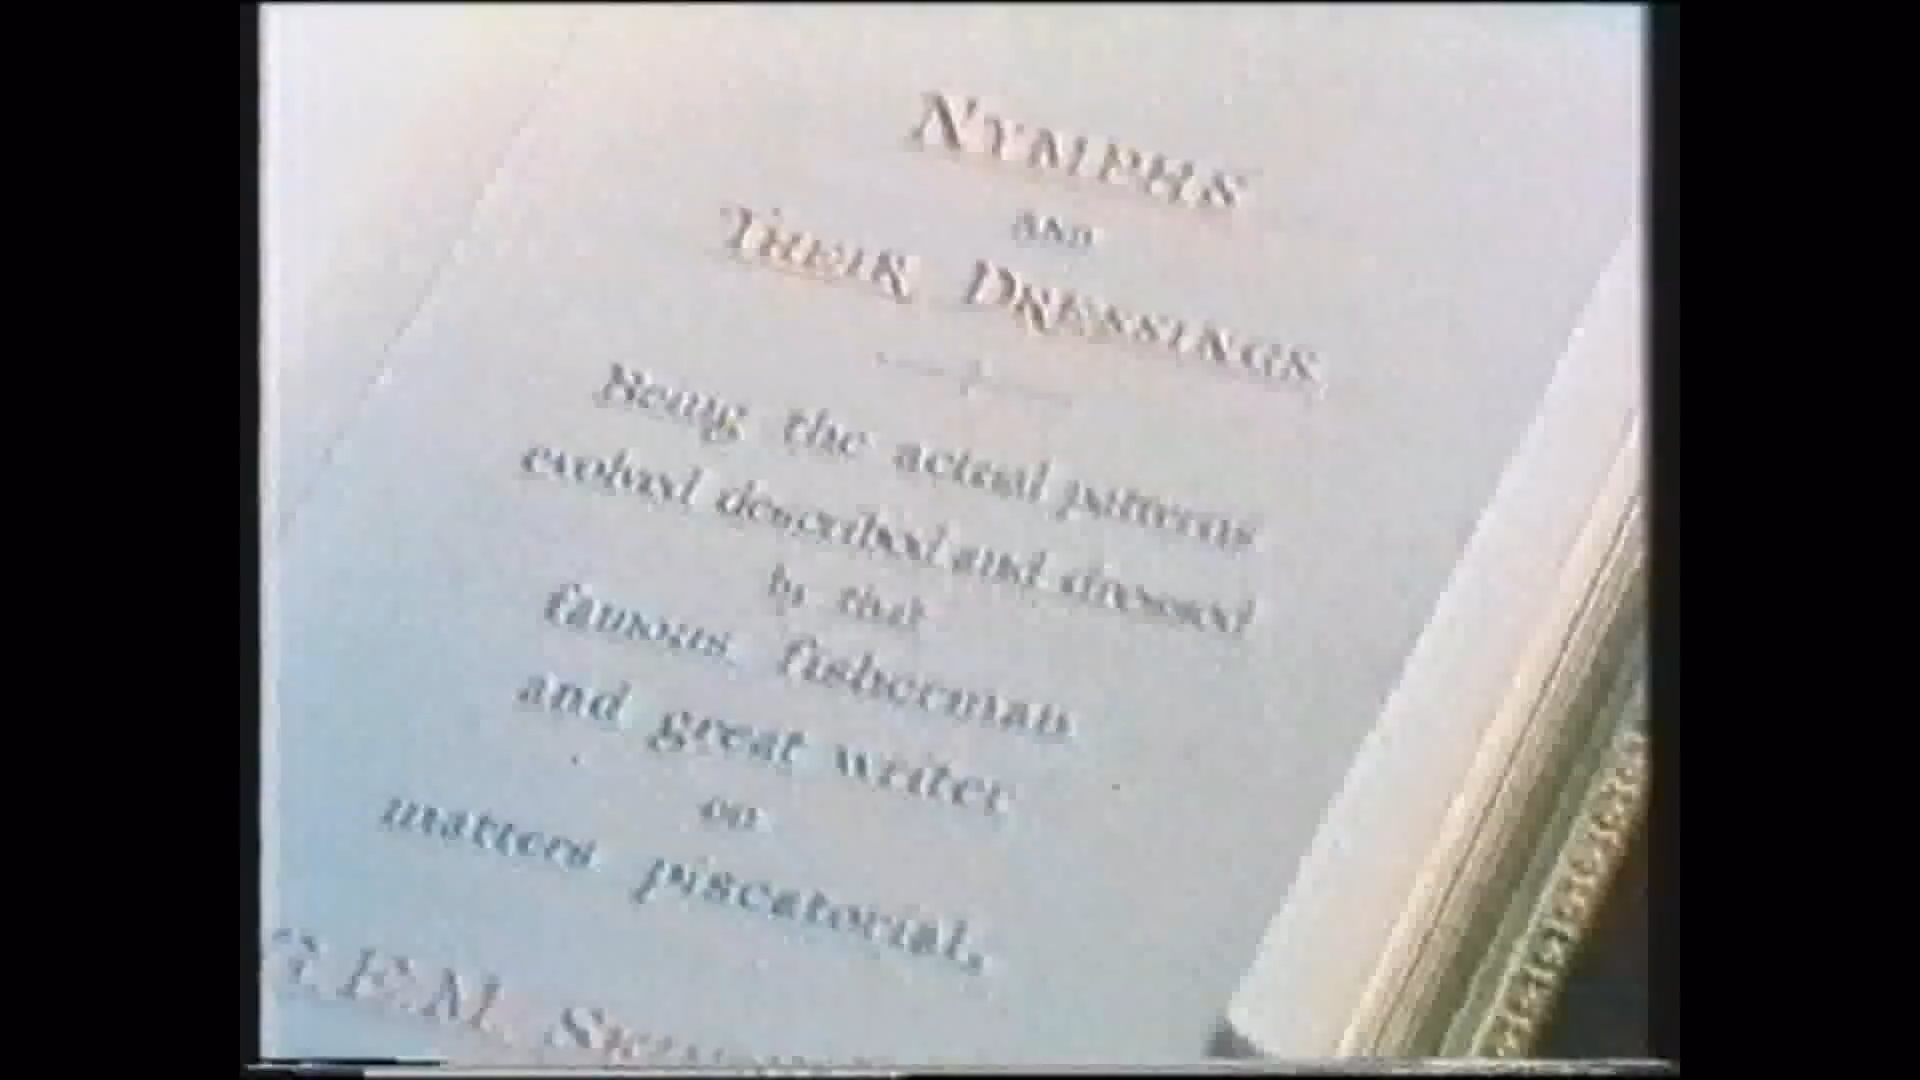 NYMPHS
AND
THEIR DRESSINGS
Being the actual patterns
evolved described and dressed
by that
famous fisherman
and great writer
on
matters piscatorial,
G.E.M. SKUES